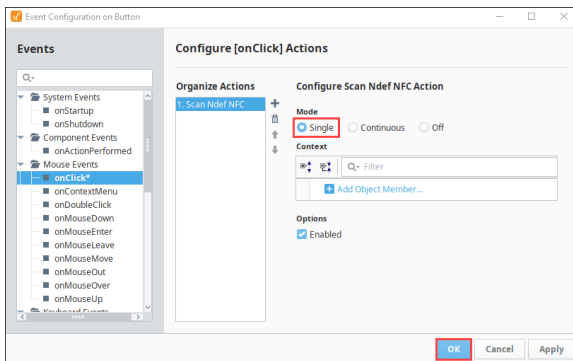 Event Configuration on Button
Events
System Events
onStartup
onShutdown
Component Events
onActionPerformed
Mouse Events
onClick*
onContextMenu
onDoubleClick
onMouseDown
onMouseEnter
onMouseLeave
onMouseMove
onMouseOut
onMouseOver
onMouseUp
Keyboard Events
Configure [onClick] Actions
Organize Actions
1. Scan Ndef NFC
Configure Scan Ndef NFC Action
Mode
Single Continuous Off
Context
Filter
Add Object Member...
Options
Enabled
OK Cancel Apply